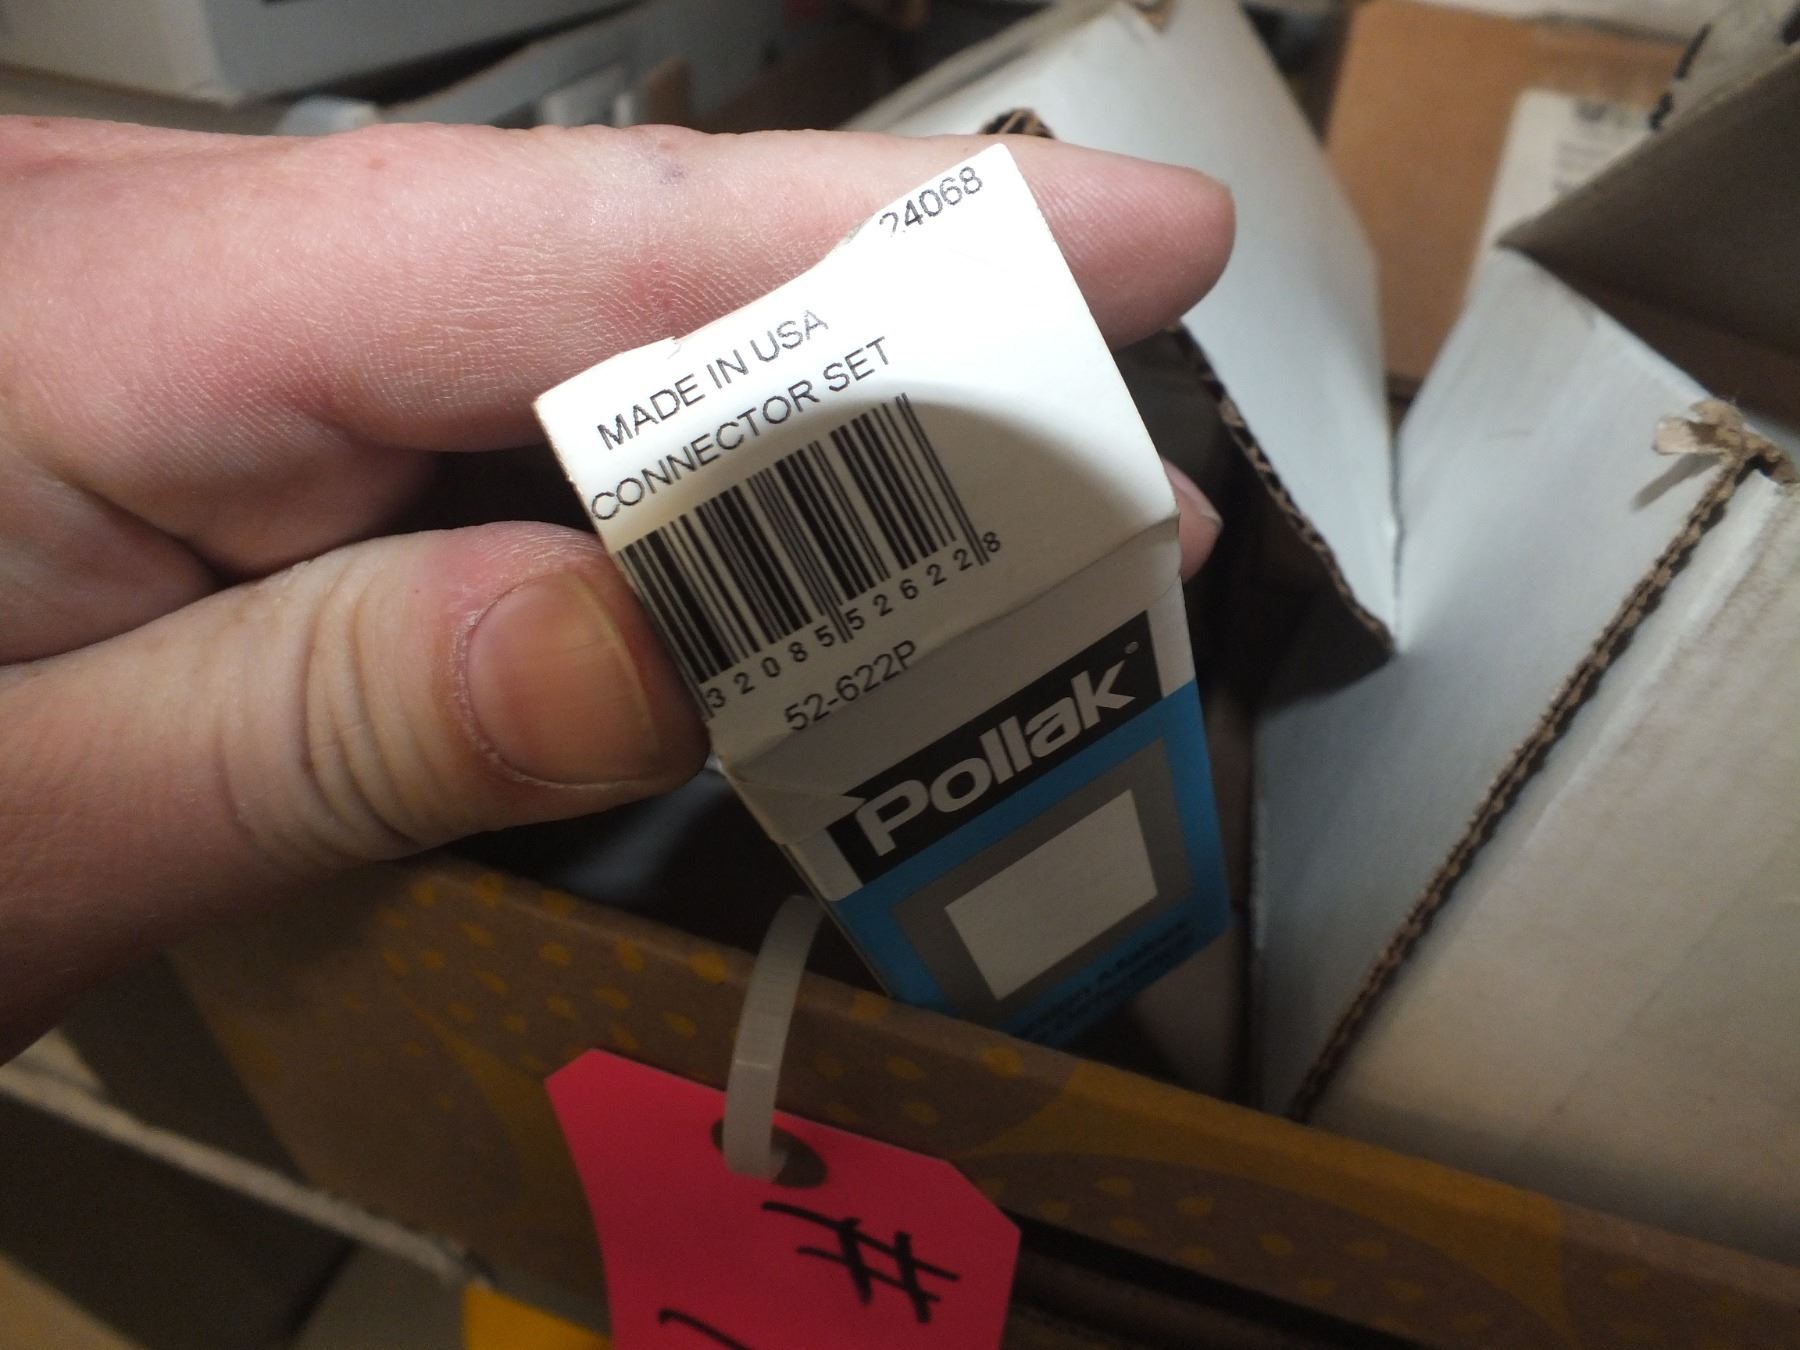 24068
MADE IN USA
CONNECTOR SET
3 2 0 8 5 5 2 6 2 2 8
52-622P
Pollak®
#